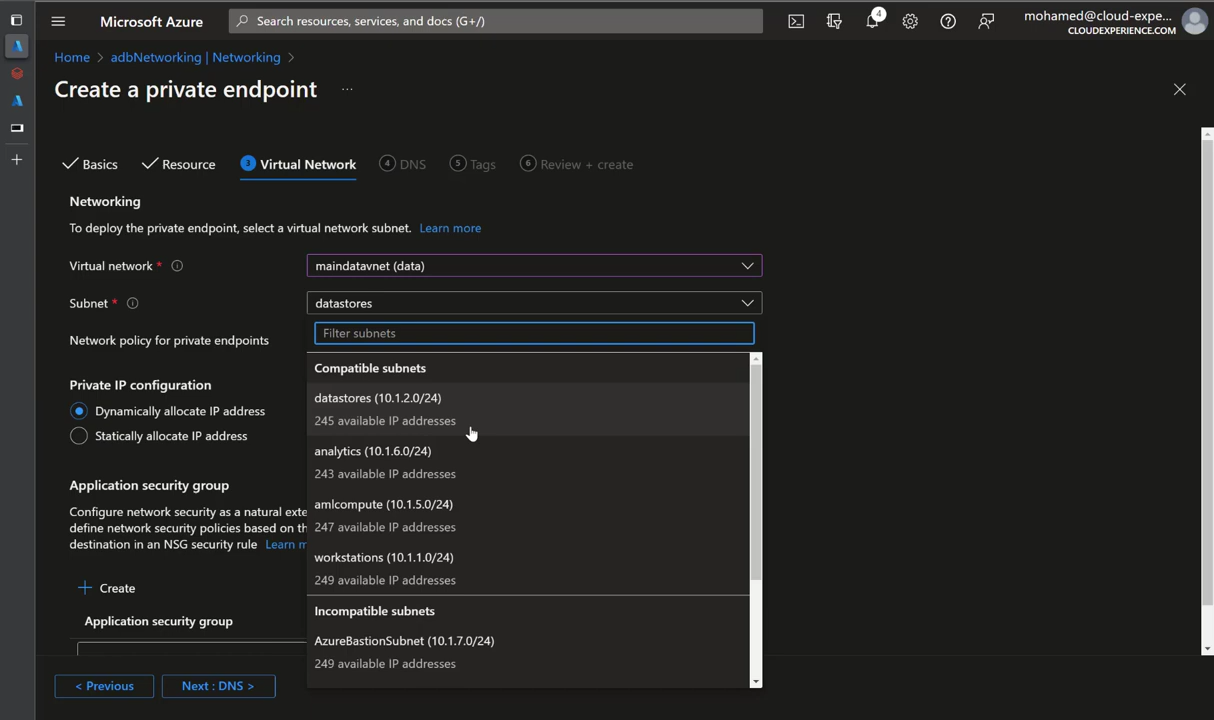 Microsoft Azure
Search resources, services, and docs (G+/)
4
mohamed@cloud-expe...
CLOUDEXPERIENCE.COM
Home > adbNetworking | Networking >
Create a private endpoint ...
Basics
Resource
3 Virtual Network
4 DNS
5 Tags
6 Review + create
Networking
To deploy the private endpoint, select a virtual network subnet. Learn more
Virtual network *
maindatavnet (data)
Subnet *
datastores
Filter subnets
Network policy for private endpoints
Compatible subnets
datastores (10.1.2.0/24)
245 available IP addresses
analytics (10.1.6.0/24)
243 available IP addresses
amlcompute (10.1.5.0/24)
247 available IP addresses
workstations (10.1.1.0/24)
249 available IP addresses
Incompatible subnets
AzureBastionSubnet (10.1.7.0/24)
249 available IP addresses
Private IP configuration
Dynamically allocate IP address
Statically allocate IP address
Application security group
Configure network security as a natural exte
define network security policies based on th
destination in an NSG security rule Learn m
+ Create
Application security group
< Previous
Next : DNS >